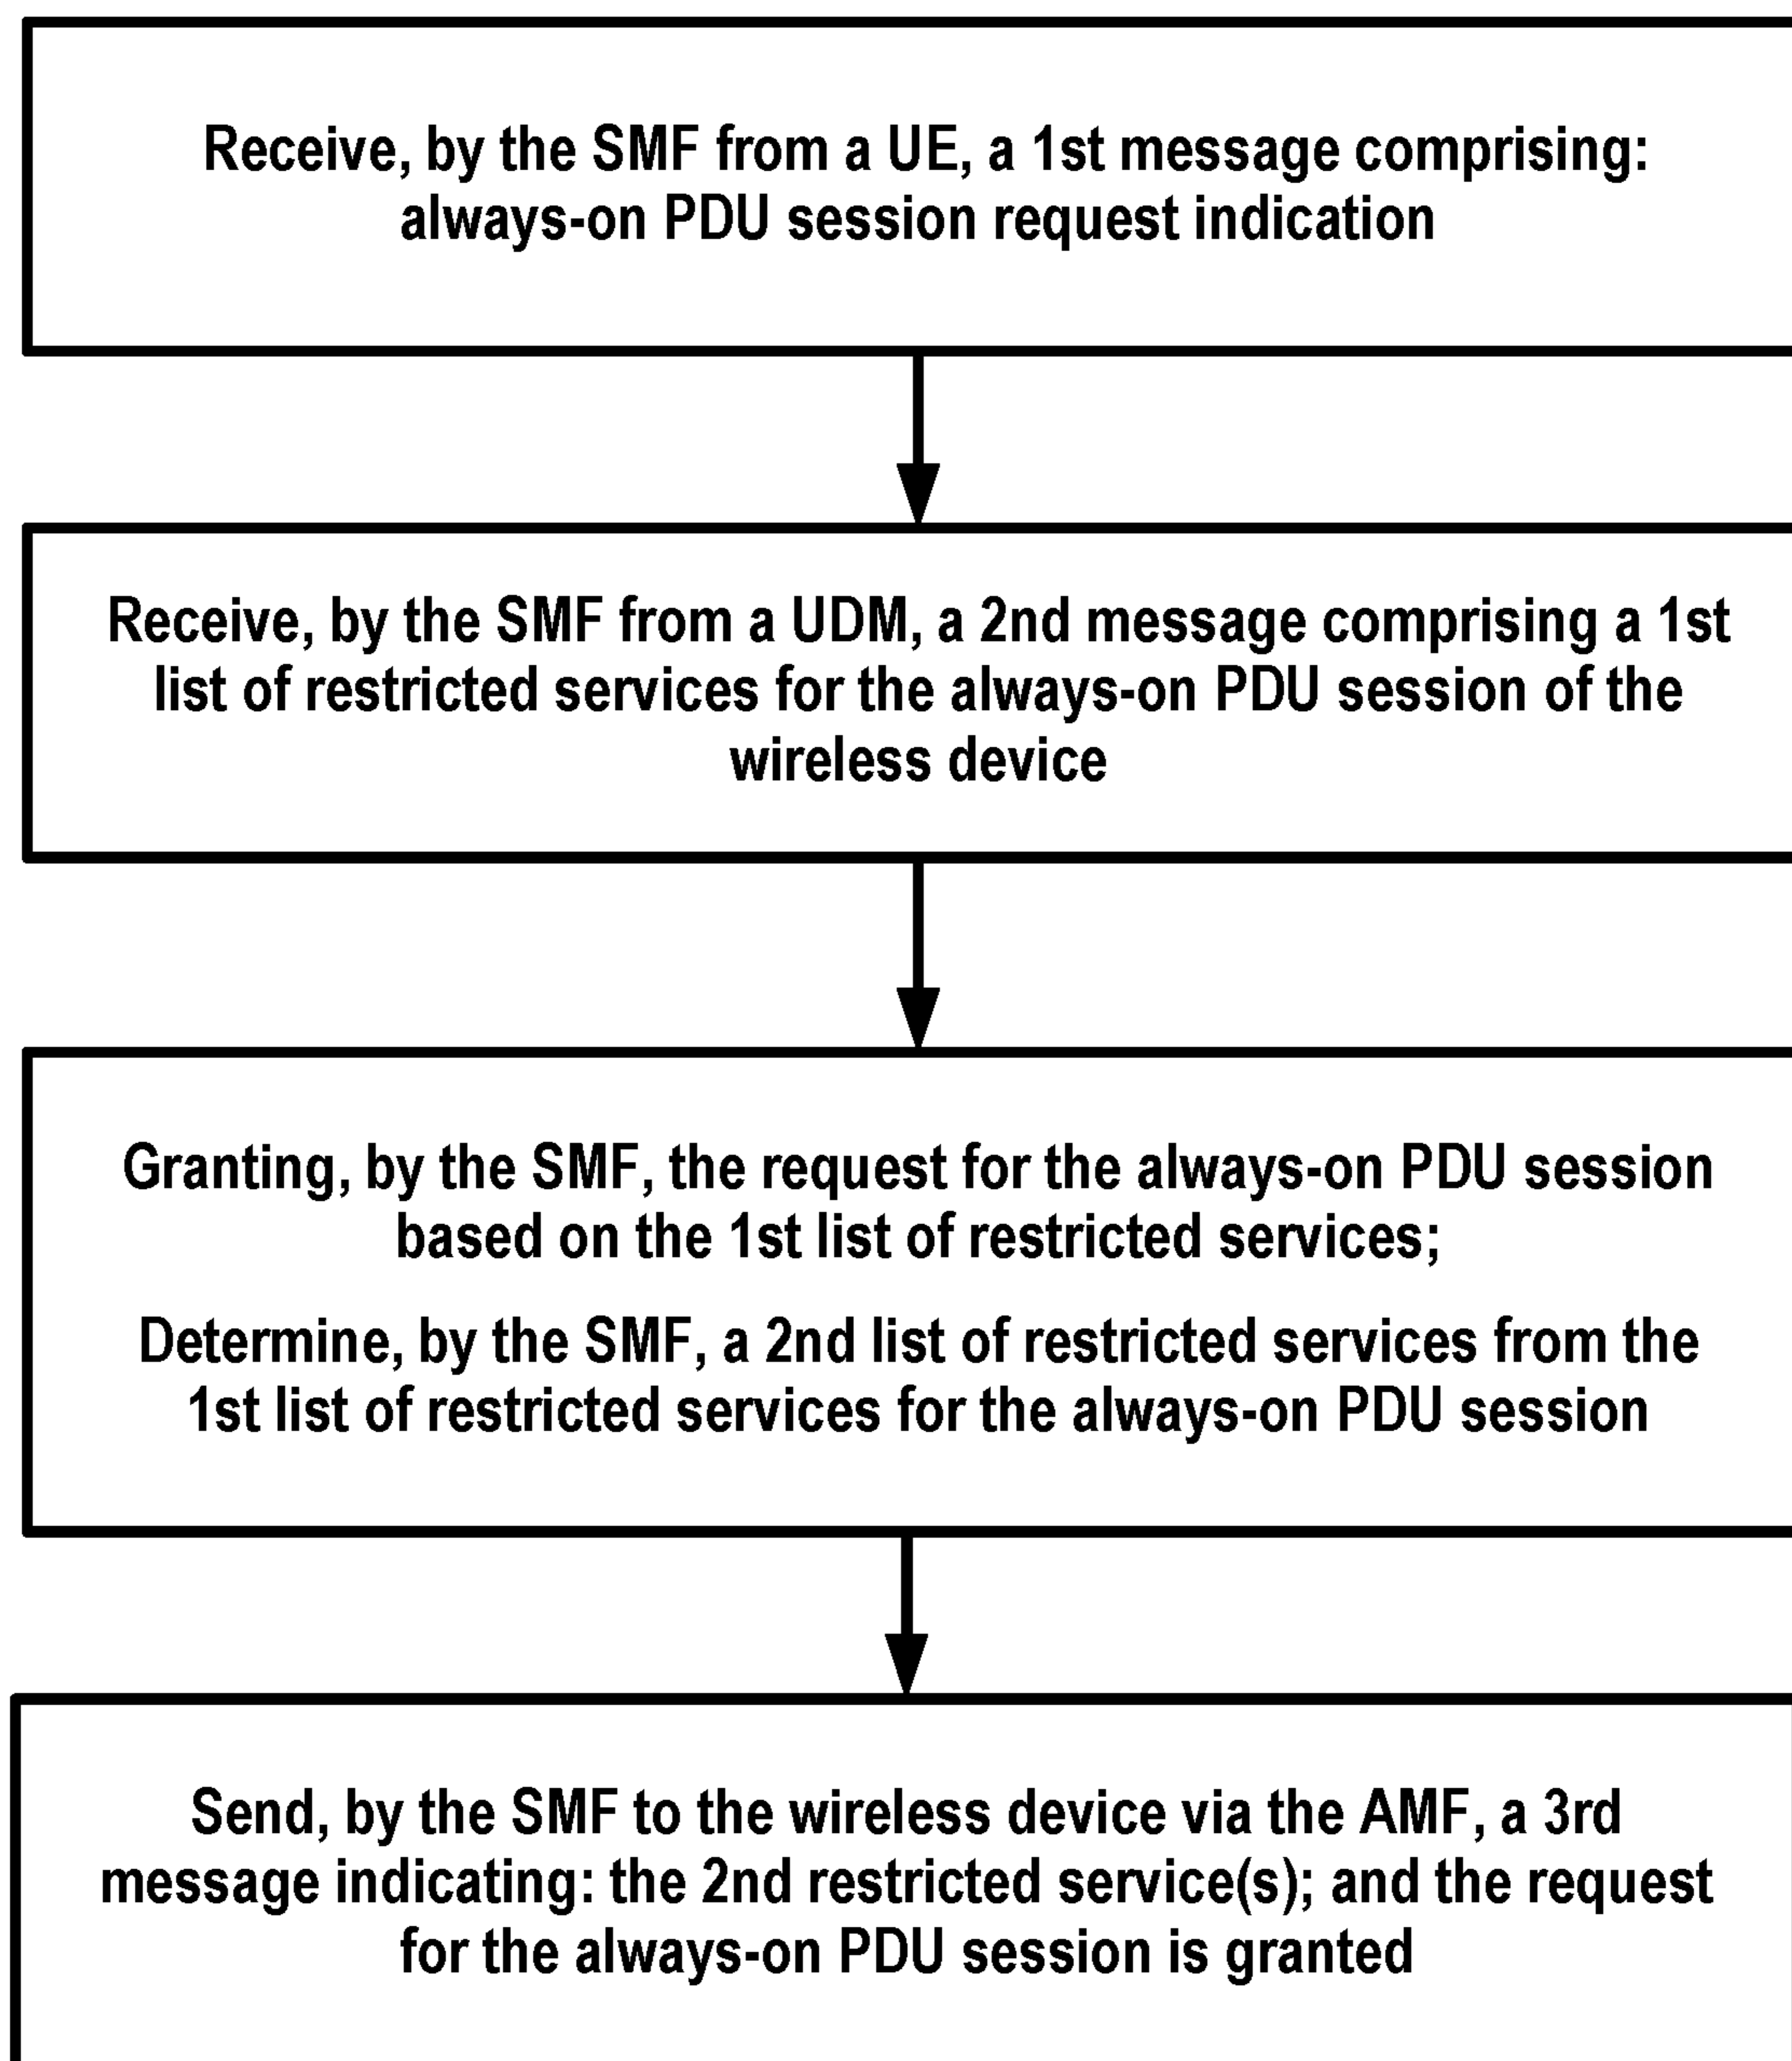 Receive, by the SMF from a UE, a 1st message comprising:
always-on PDU session request indication
Receive, by the SMF from a UDM, a 2nd message comprising a 1st
list of restricted services for the always-on PDU session of the
wireless device
Granting, by the SMF, the request for the always-on PDU session
based on the 1st list of restricted services;
Determine, by the SMF, a 2nd list of restricted services from the
1st list of restricted services for the always-on PDU session
Send, by the SMF to the wireless device via the AMF, a 3rd
message indicating: the 2nd restricted service(s); and the request
for the always-on PDU session is granted